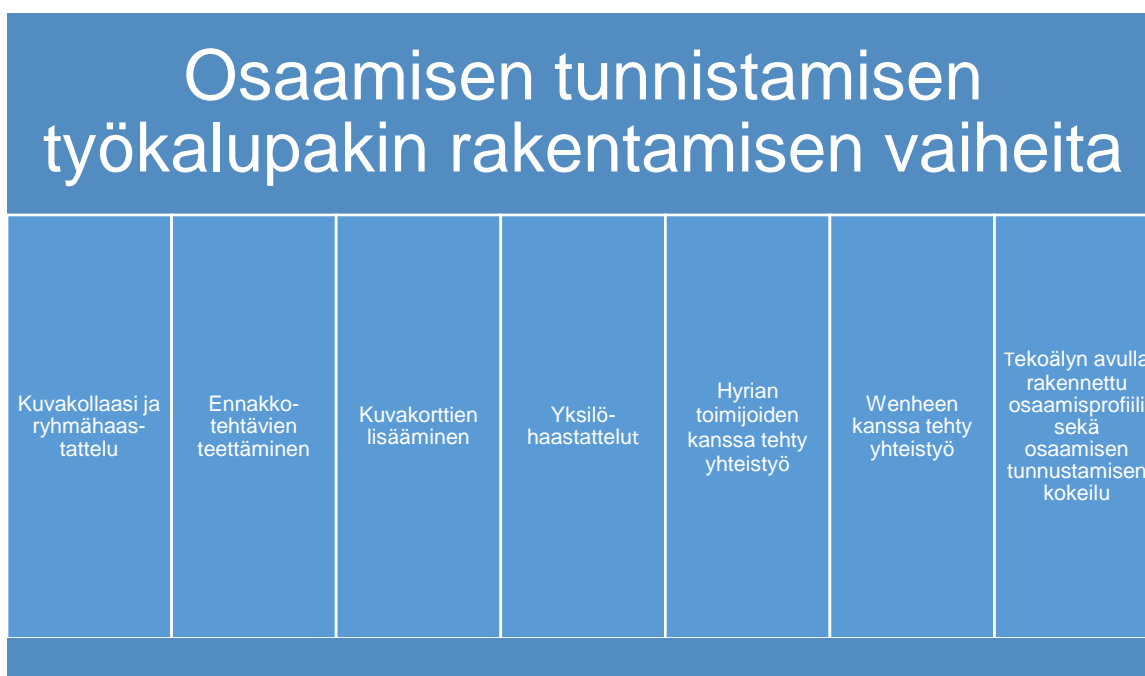 Osaamisen tunnistamisen
työkalupakin rakentamisen vaiheita
Kuvakollaasi ja
ryhmähaas-
tattelu
Ennakko-
tehtävien
teettäminen
Kuvakorttien
lisääminen
Yksilö-
haastattelut
Hyrian
toimijoiden
kanssa tehty
yhteistyö
Wenheen
kanssa tehty
yhteistyö
Tekoälyn avulla
rakennettu
osaamisprofiili
sekä
osaamisen
tunnustamisen
kokeilu